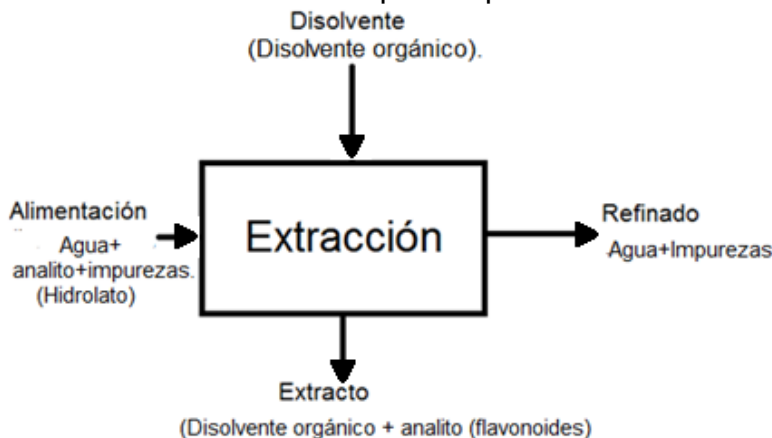 Disolvente
(Disolvente orgánico).
Alimentación
Agua+
analito+impurezas.
(Hidrolato)
Extracción
Refinado
Agua+Impurezas
Extracto
(Disolvente orgánico + analito (flavonoides)